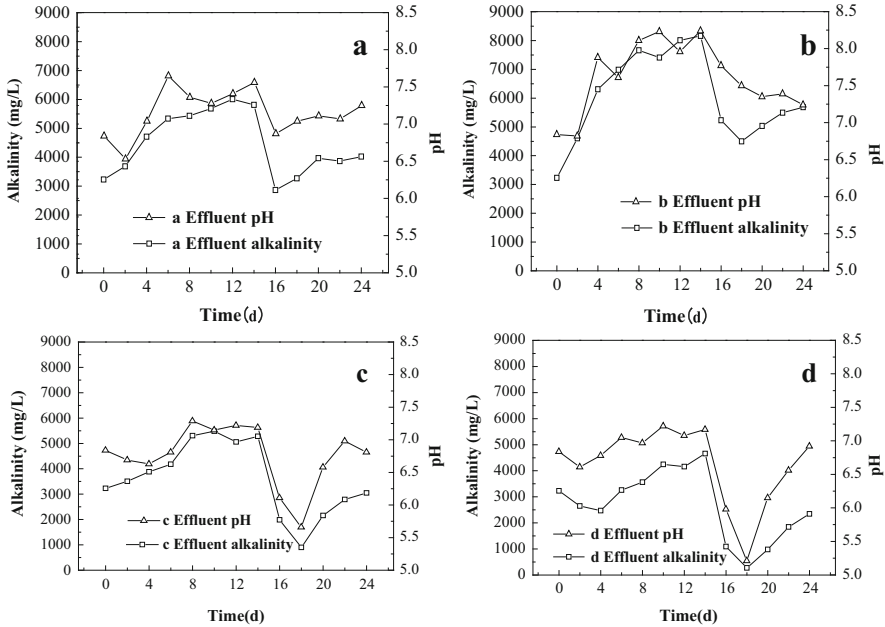 a
9000
8000
7000
6000
5000
4000
3000
2000
1000
0
Alkalinity (mg/L)
8.5
8.0
7.5
7.0
6.5
6.0
5.5
5.0
pH
a Effluent pH
a Effluent alkalinity
0 4 8 12 16 20 24
Time(d)
b
9000
8000
7000
6000
5000
4000
3000
2000
1000
0
Alkalinity (mg/L)
8.5
8.0
7.5
7.0
6.5
6.0
5.5
5.0
pH
b Effluent pH
b Effluent alkalinity
0 4 8 12 16 20 24
Time(d)
c
9000
8000
7000
6000
5000
4000
3000
2000
1000
0
Alkalinity (mg/L)
8.5
8.0
7.5
7.0
6.5
6.0
5.5
5.0
pH
c Effluent pH
c Effluent alkalinity
0 4 8 12 16 20 24
Time(d)
d
9000
8000
7000
6000
5000
4000
3000
2000
1000
0
Alkalinity (mg/L)
8.5
8.0
7.5
7.0
6.5
6.0
5.5
5.0
pH
d Effluent pH
d Effluent alkalinity
0 4 8 12 16 20 24
Time(d)